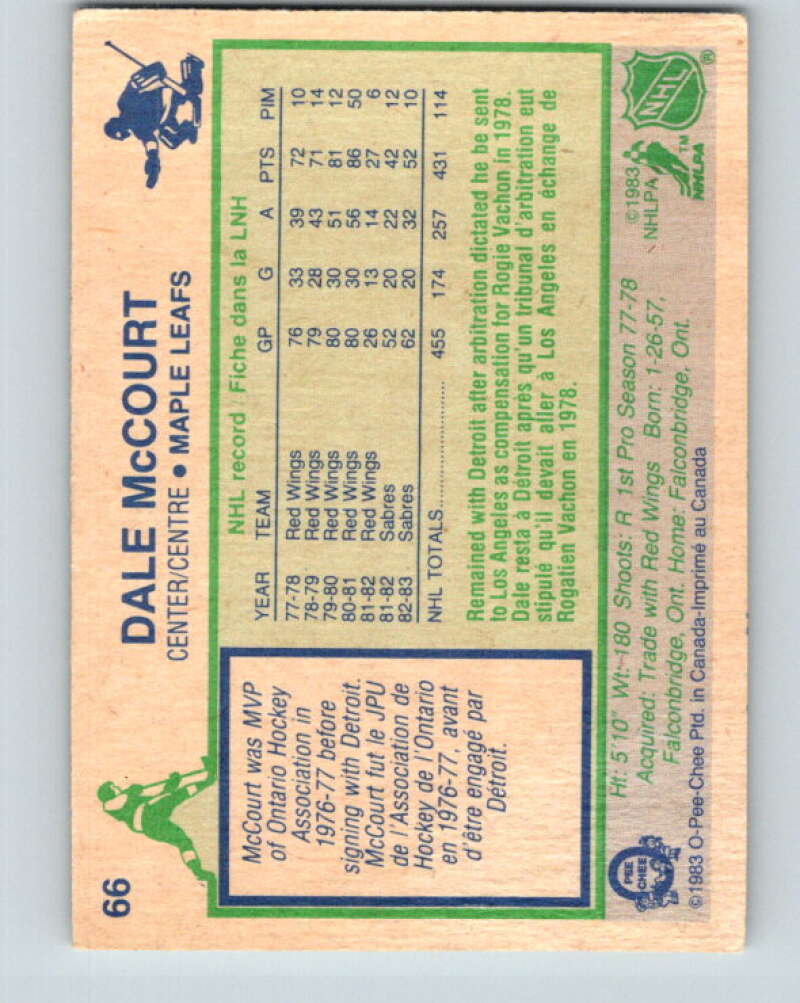 66
DALE McCOURT
CENTER/CENTRE • MAPLE LEAFS
McCourt was MVP
of Ontario Hockey
Association in
1976-77 before
signing with Detroit.
McCourt fut le JPU
de l'Association de
Hockey de l'Ontario
en 1976-77, avant
d'être engagé par
Détroit.
NHL record / Fiche dans la LNH
YEAR TEAM GP G A PTS PIM
77-78 Red Wings 76 33 39 72 10
78-79 Red Wings 79 28 43 71 14
79-80 Red Wings 80 30 51 81 12
80-81 Red Wings 80 30 56 86 50
81-82 Red Wings 26 13 14 27 6
81-82 Sabres 52 20 22 42 12
82-83 Sabres 62 20 32 52 10
NHL TOTALS.................... 455 174 257 431 114
Remained with Detroit after arbitration dictated he be sent
to Los Angeles as compensation for Rogie Vachon in 1978.
Dale resta à Détroit après qu'un tribunal d'arbitration eut
stipulé qu'il devait aller à Los Angeles en échange de
Rogatien Vachon en 1978.
Ht: 5'10" Wt: 180 Shoots: R 1st Pro Season 77-78
Acquired: Trade with Red Wings Born: 1-26-57,
Falconbridge, Ont. Home: Falconbridge, Ont.
©1983
NHLPA
NHLPA™
NHL®
O
PEE
CHEE
©1983 O-Pee-Chee Ptd. in Canada-Imprimé au Canada